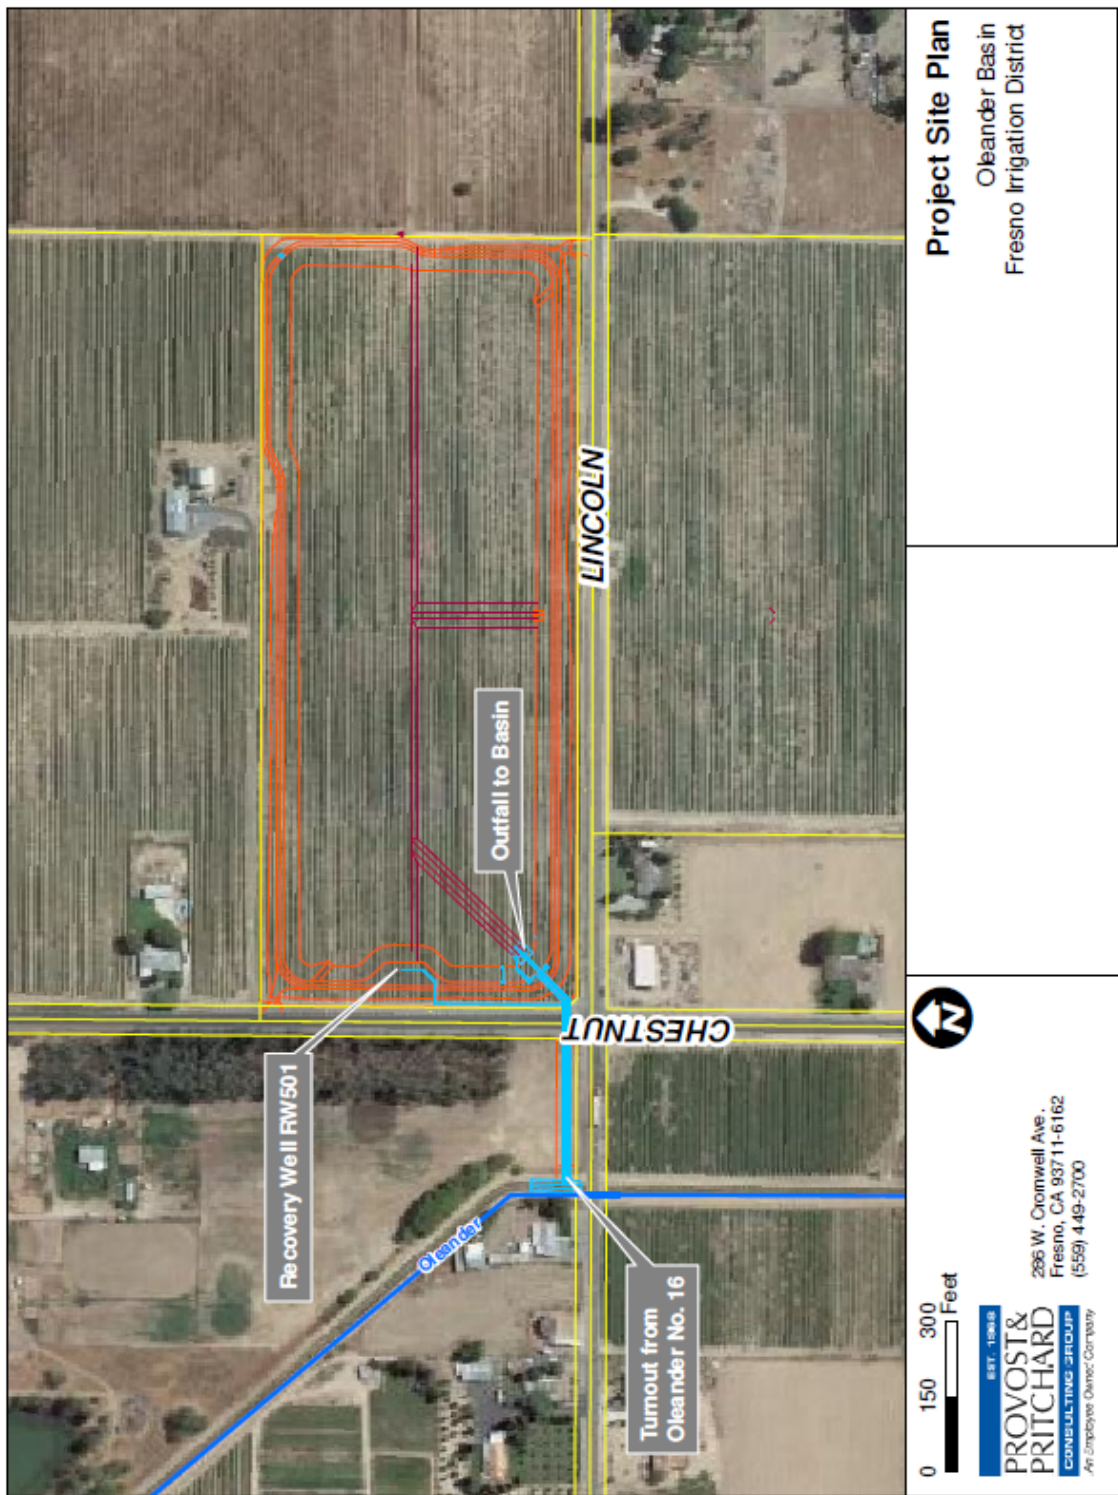 Recovery Well RW501
Outfall to Basin
Turnout from
Oleander No. 16
Oleander
CHESTNUT
LINCOLN
0 150 300
Feet
EST. 1968
PROVOST&
PRITCHARD
CONSULTING GROUP
An Employee Owned Company
286 W. Cromwell Ave.
Fresno, CA 93711-6162
(559) 449-2700
N
Project Site Plan
Oleander Basin
Fresno Irrigation District